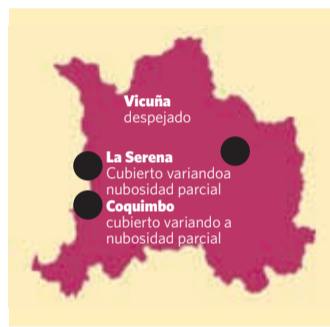 Vicuña
despejado
La Serena
Cubierto variandoa
nubosidad parcial
Coquimbo
cubierto variando a
nubosidad parcial